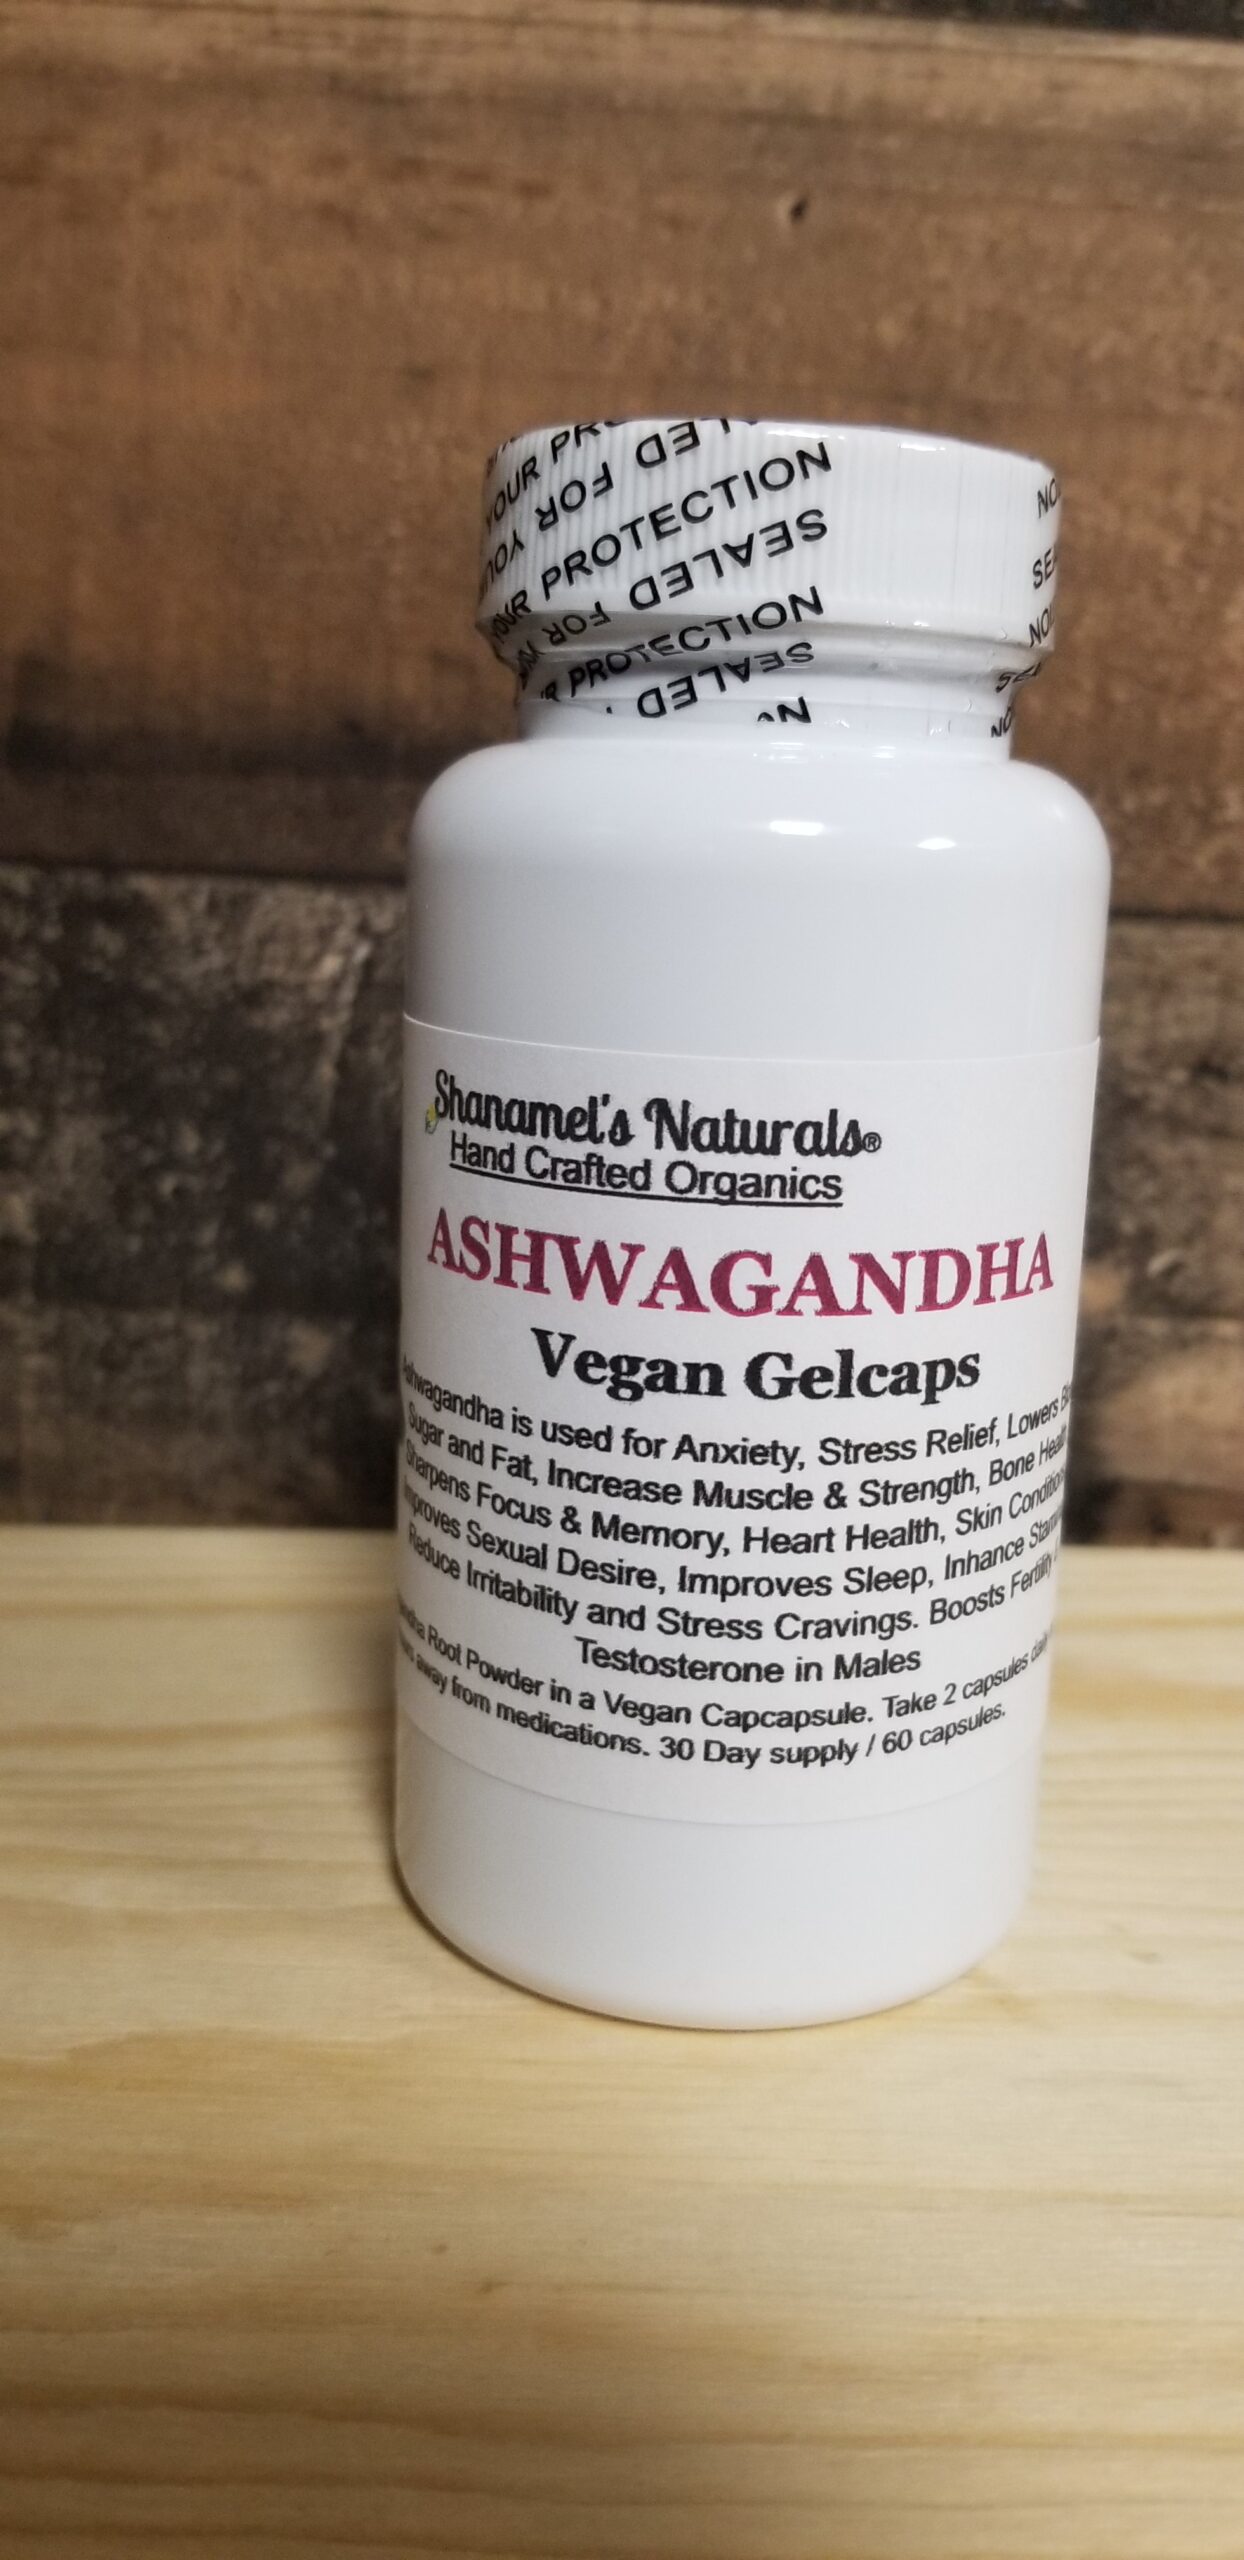 YOUR
FOR YOU
PROTECTION
SEALED FOR
PROTECTION
SEALED
Shanamel's Naturals®
Hand Crafted Organics
ASHWAGANDHA
Vegan Gelcaps
Ashwagandha is used for Anxiety, Stress Relief, Lowers
Sugar and Fat, Increase Muscle & Strength, Bone
Sharpens Focus & Memory, Heart Health, Skin
Improves Sexual Desire, Improves Sleep, Inhance
Reduce Irritability and Stress Cravings. Boosts Fertility
Testosterone in Males
Root Powder in a Vegan Capcapsule. Take 2 capsules
away from medications. 30 Day supply / 60 capsules.